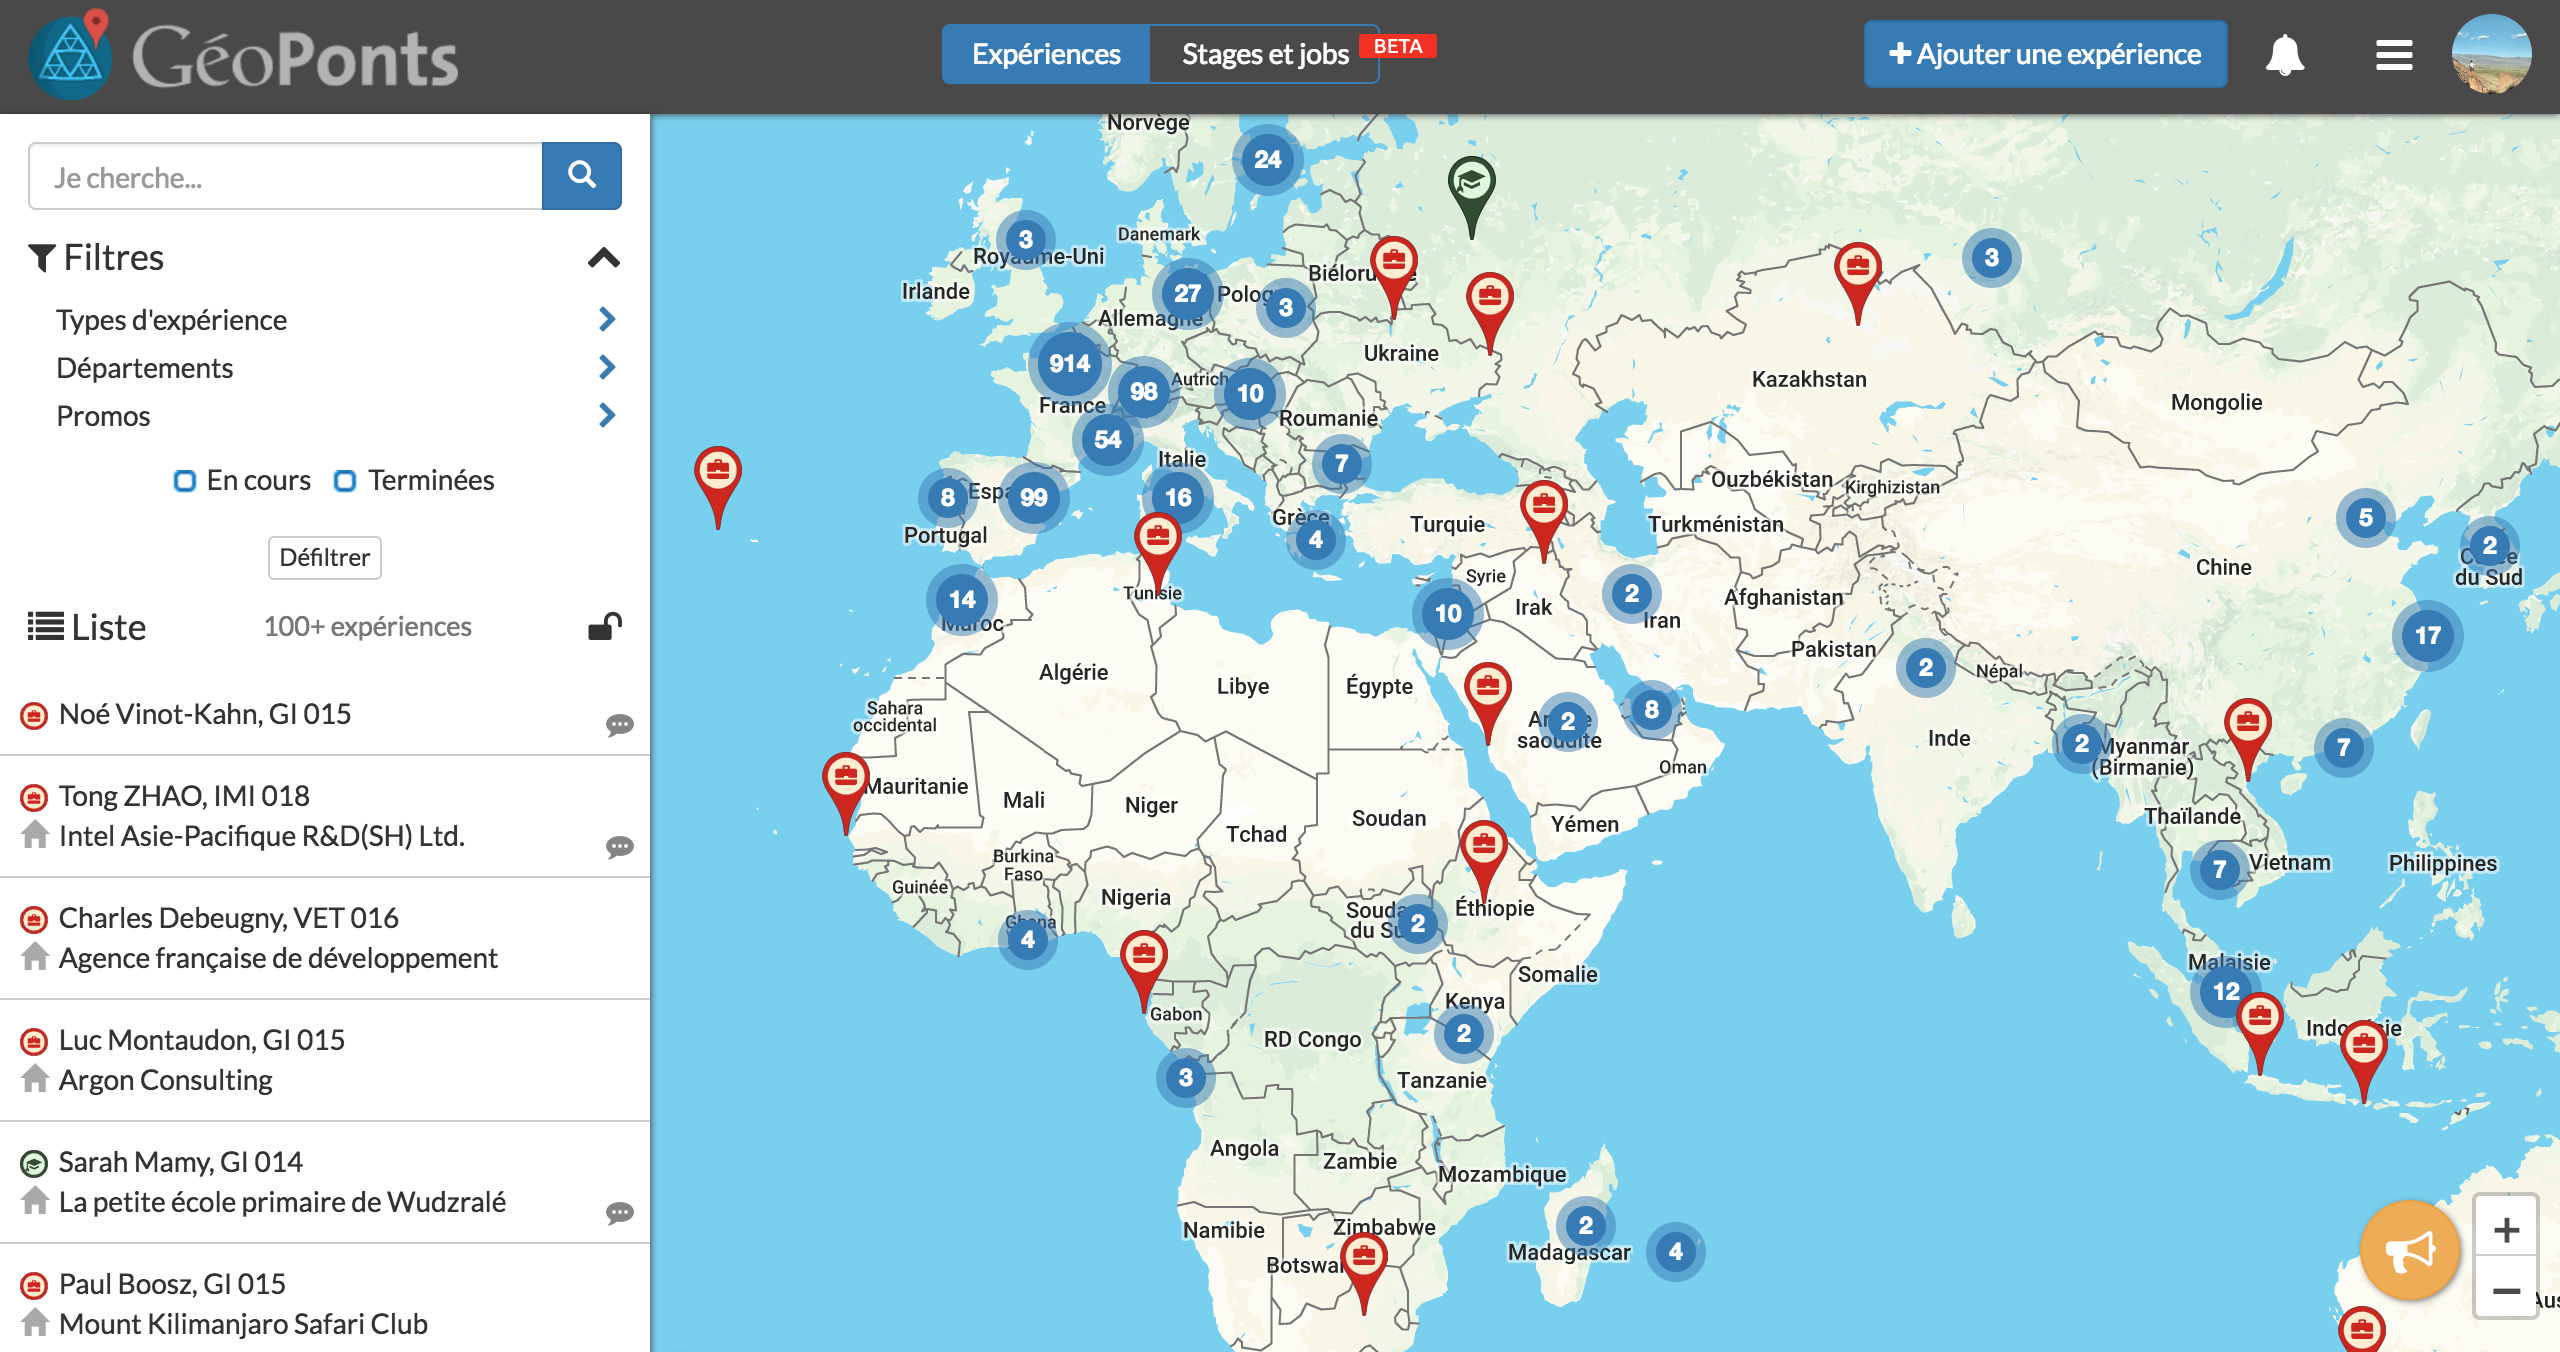 GéoPonts
Expériences
Stages et jobs
BETA
+ Ajouter une expérience
Je cherche...
Filtres
Types d'expérience
Départements
Promos
En cours
Terminées
Défiltrer
Liste
100+ expériences
Noé Vinot-Kahn, GI 015
Tong ZHAO, IMI 018
Intel Asie-Pacifique R&D(SH) Ltd.
Charles Debeugny, VET 016
Agence française de développement
Luc Montaudon, GI 015
Argon Consulting
Sarah Mamy, GI 014
La petite école primaire de Wudzralé
Paul Boosz, GI 015
Mount Kilimanjaro Safari Club
Norvège
24
3
Royaume-Uni
Danemark
Irlande
27
Pologne
3
Biélorussie
3
Allemagne
914
98
Autriche
10
Ukraine
France
Kazakhstan
Mongolie
Roumanie
54
Italie
7
8
Espagne
99
16
Ouzbékistan
Kirghizistan
Portugal
Grèce
4
Turquie
Turkménistan
5
2
Corée
du Sud
Chine
14
Maroc
Tunisie
Syrie
10
Irak
2
Iran
Afghanistan
17
Algérie
Libye
Égypte
Pakistan
2
Népal
Sahara
occidental
2
Arabie
saoudite
8
Inde
2
Myanmar
(Birmanie)
7
Oman
Mauritanie
Mali
Niger
Tchad
Soudan
Yémen
Thaïlande
Burkina
Faso
Guinée
Nigeria
7
Vietnam
Philippines
Ghana
4
Soudan
du Sud
2
Éthiopie
Somalie
Malaisie
12
Gabon
Kenya
2
RD Congo
Indonésie
3
Tanzanie
Angola
Zambie
Mozambique
Namibie
Zimbabwe
2
Madagascar
4
Botswana
+
−
Aus